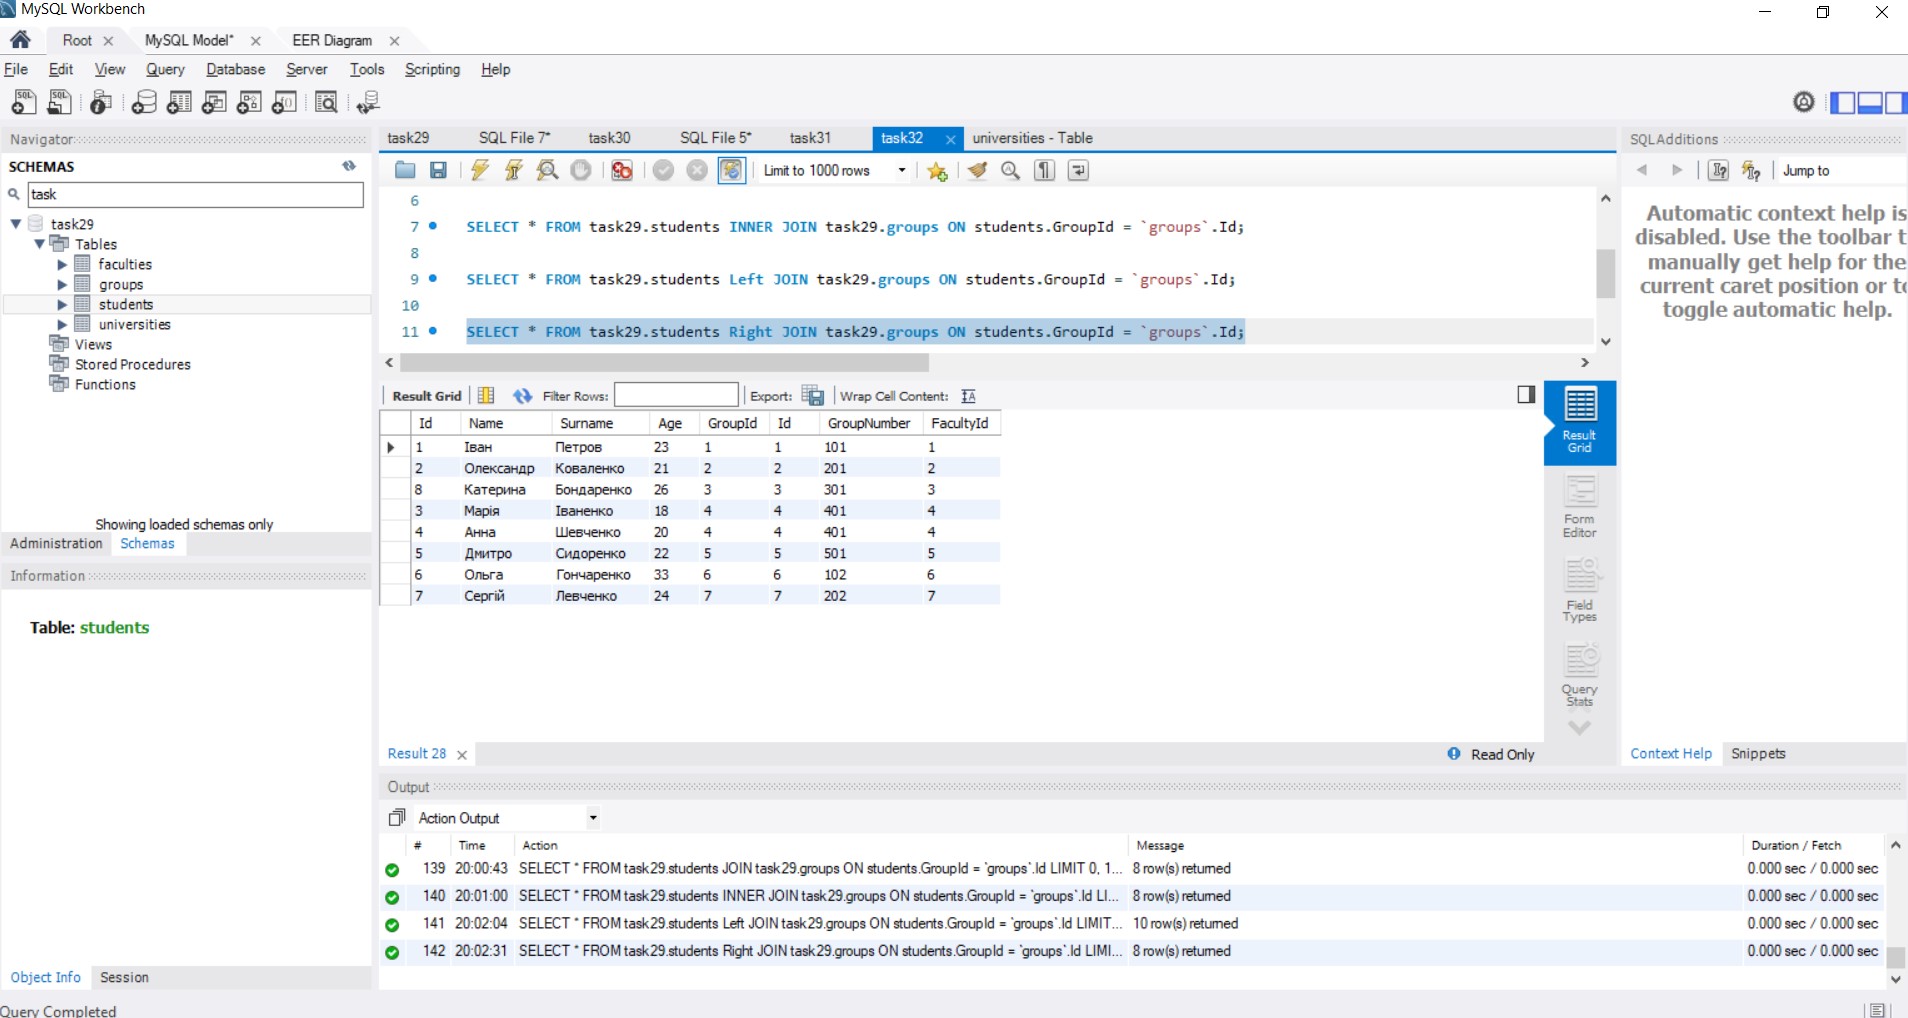 MySQL Workbench
Root MySQL Model* EER Diagram
File Edit View Query Database Server Tools Scripting Help
Navigator
SCHEMAS
task
task29
Tables
faculties
groups
students
universities
Views
Stored Procedures
Functions
Showing loaded schemas only
Administration Schemas
Information
Table: students
Object Info Session
Query Completed
task29 SQL File 7* task30 SQL File 5* task31 task32 universities - Table
Limit to 1000 rows
6
7 SELECT * FROM task29.students INNER JOIN task29.groups ON students.GroupId = `groups`.Id;
8
9 SELECT * FROM task29.students Left JOIN task29.groups ON students.GroupId = `groups`.Id;
10
11 SELECT * FROM task29.students Right JOIN task29.groups ON students.GroupId = `groups`.Id;
Result Grid Filter Rows: Export: Wrap Cell Content:
Id Name Surname Age GroupId Id GroupNumber FacultyId
1 Іван Петров 23 1 1 101 1
2 Олександр Коваленко 21 2 2 201 2
8 Катерина Бондаренко 26 3 3 301 3
3 Марія Іваненко 18 4 4 401 4
4 Анна Шевченко 20 4 4 401 4
5 Дмитро Сидоренко 22 5 5 501 5
6 Ольга Гончаренко 33 6 6 102 6
7 Сергій Левченко 24 7 7 202 7
Result
Grid
Form
Editor
Field
Types
Query
Stats
Result 28 Read Only
Output
Action Output
# Time Action Message Duration / Fetch
139 20:00:43 SELECT * FROM task29.students JOIN task29.groups ON students.GroupId = `groups`.Id LIMIT 0, 1... 8 row(s) returned 0.000 sec / 0.000 sec
140 20:01:00 SELECT * FROM task29.students INNER JOIN task29.groups ON students.GroupId = `groups`.Id LI... 8 row(s) returned 0.000 sec / 0.000 sec
141 20:02:04 SELECT * FROM task29.students Left JOIN task29.groups ON students.GroupId = `groups`.Id LIMIT... 10 row(s) returned 0.000 sec / 0.000 sec
142 20:02:31 SELECT * FROM task29.students Right JOIN task29.groups ON students.GroupId = `groups`.Id LIMI... 8 row(s) returned 0.000 sec / 0.000 sec
SQLAdditions
Jump to
Automatic context help is
disabled. Use the toolbar t
manually get help for the
current caret position or to
toggle automatic help.
Context Help Snippets